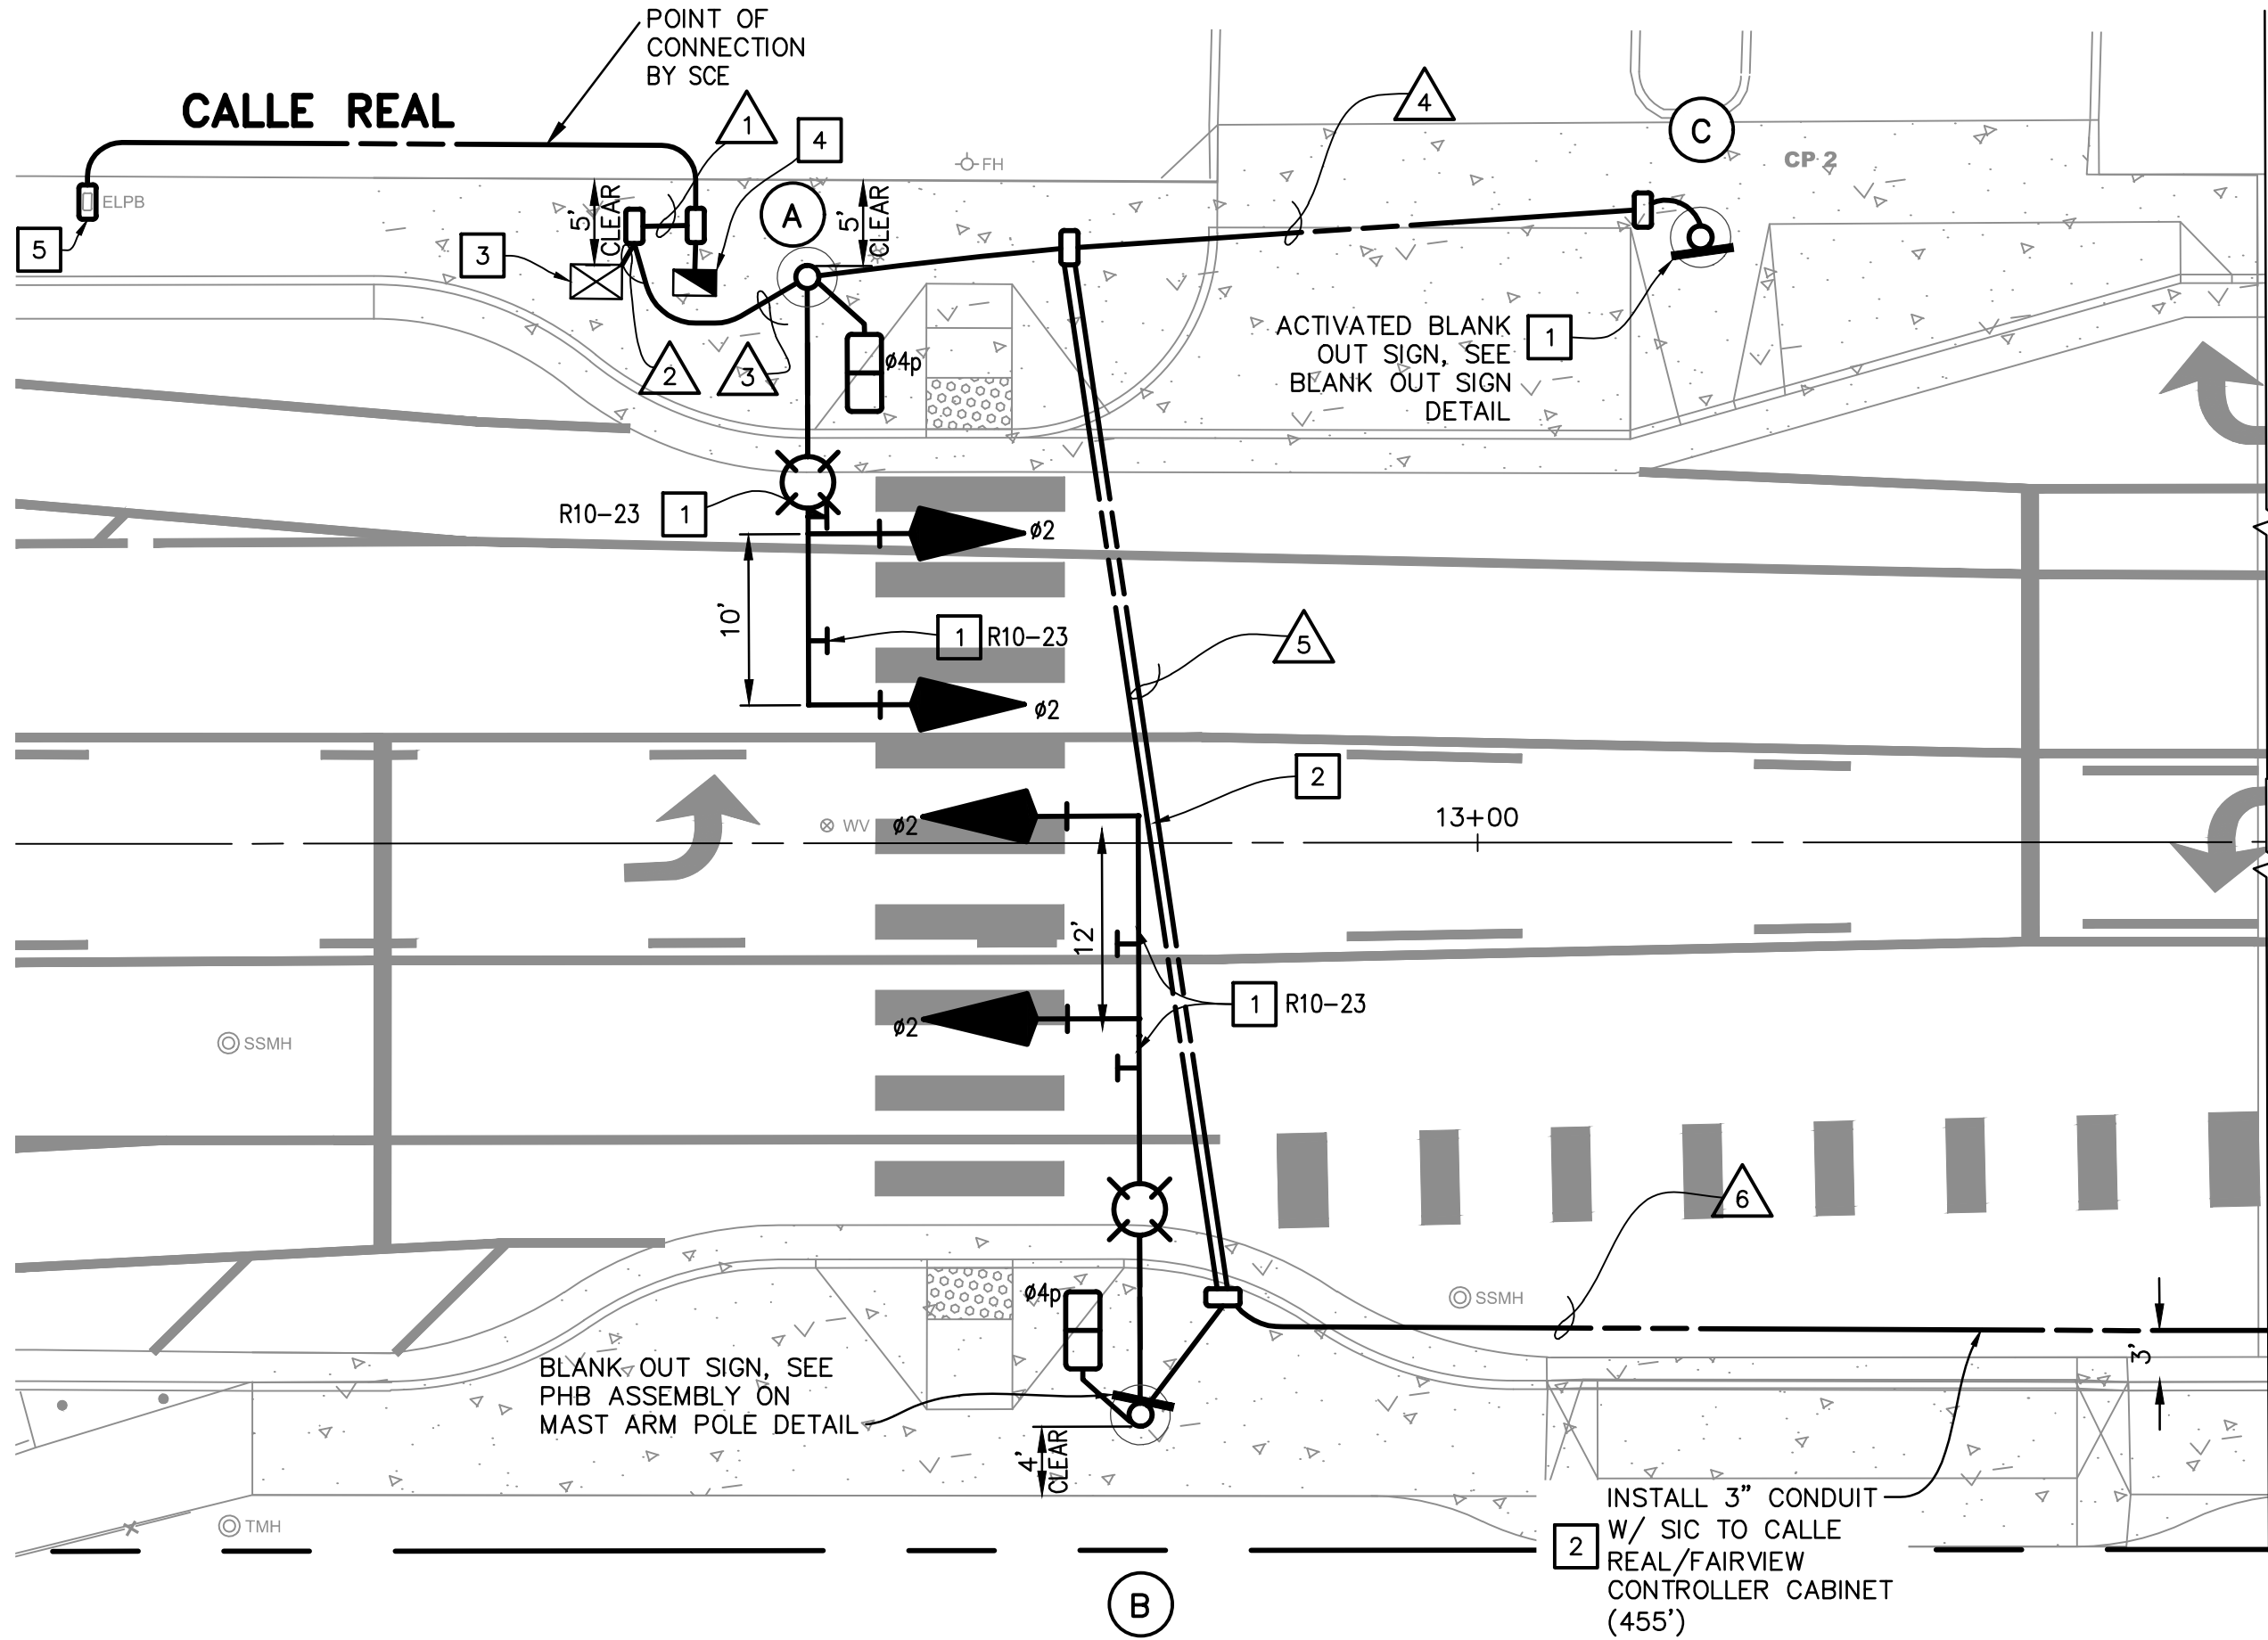 POINT OF
CONNECTION
BY SCE
CALLE REAL
1
4
4
C
CP 2
FH
ELPB
5
3
5'
CLEAR
A
5'
CLEAR
ACTIVATED BLANK
OUT SIGN, SEE
BLANK OUT SIGN
DETAIL
1
2
3
ø4p
R10-23
1
ø2
10'
1
R10-23
5
ø2
2
13+00
ø2
WV
12'
1
R10-23
ø2
SSMH
6
ø4p
SSMH
3'
BLANK OUT SIGN, SEE
PHB ASSEMBLY ON
MAST ARM POLE DETAIL
4'
CLEAR
TMH
2
INSTALL 3" CONDUIT
W/ SIC TO CALLE
REAL/FAIRVIEW
CONTROLLER CABINET
(455')
B